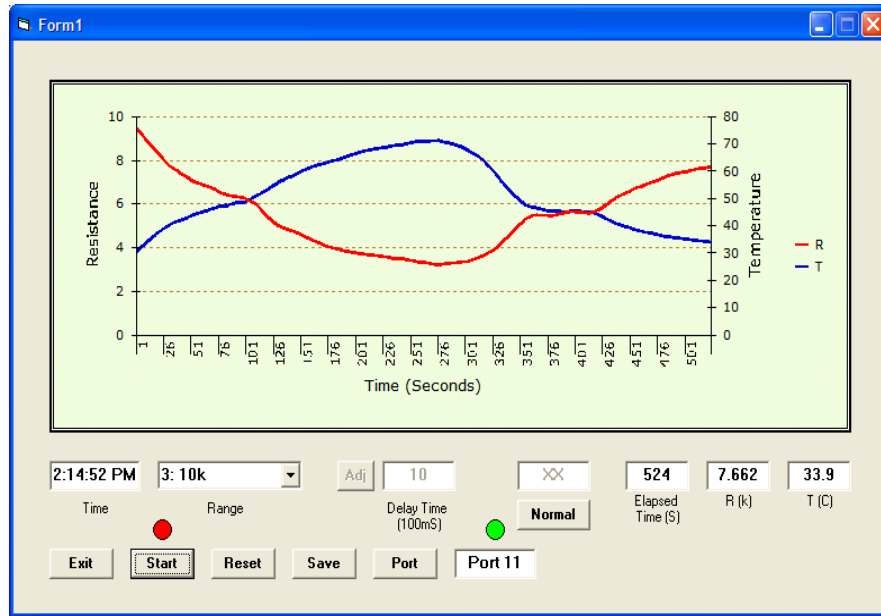 Form1
10 80
70
8 60
50
6
40
4 30
20
2
10
0 0
Resistance
Temperature
R
T
1 26 51 76 101 126 151 176 201 226 251 276 301 326 351 376 401 426 451 476 501
Time (Seconds)
2:14:52 PM 3: 10k Adj 10 XX 524 7.662 33.9
Time Range Delay Time (100mS) Normal Elapsed Time (S) R (k) T (C)
Exit Start Reset Save Port Port 11